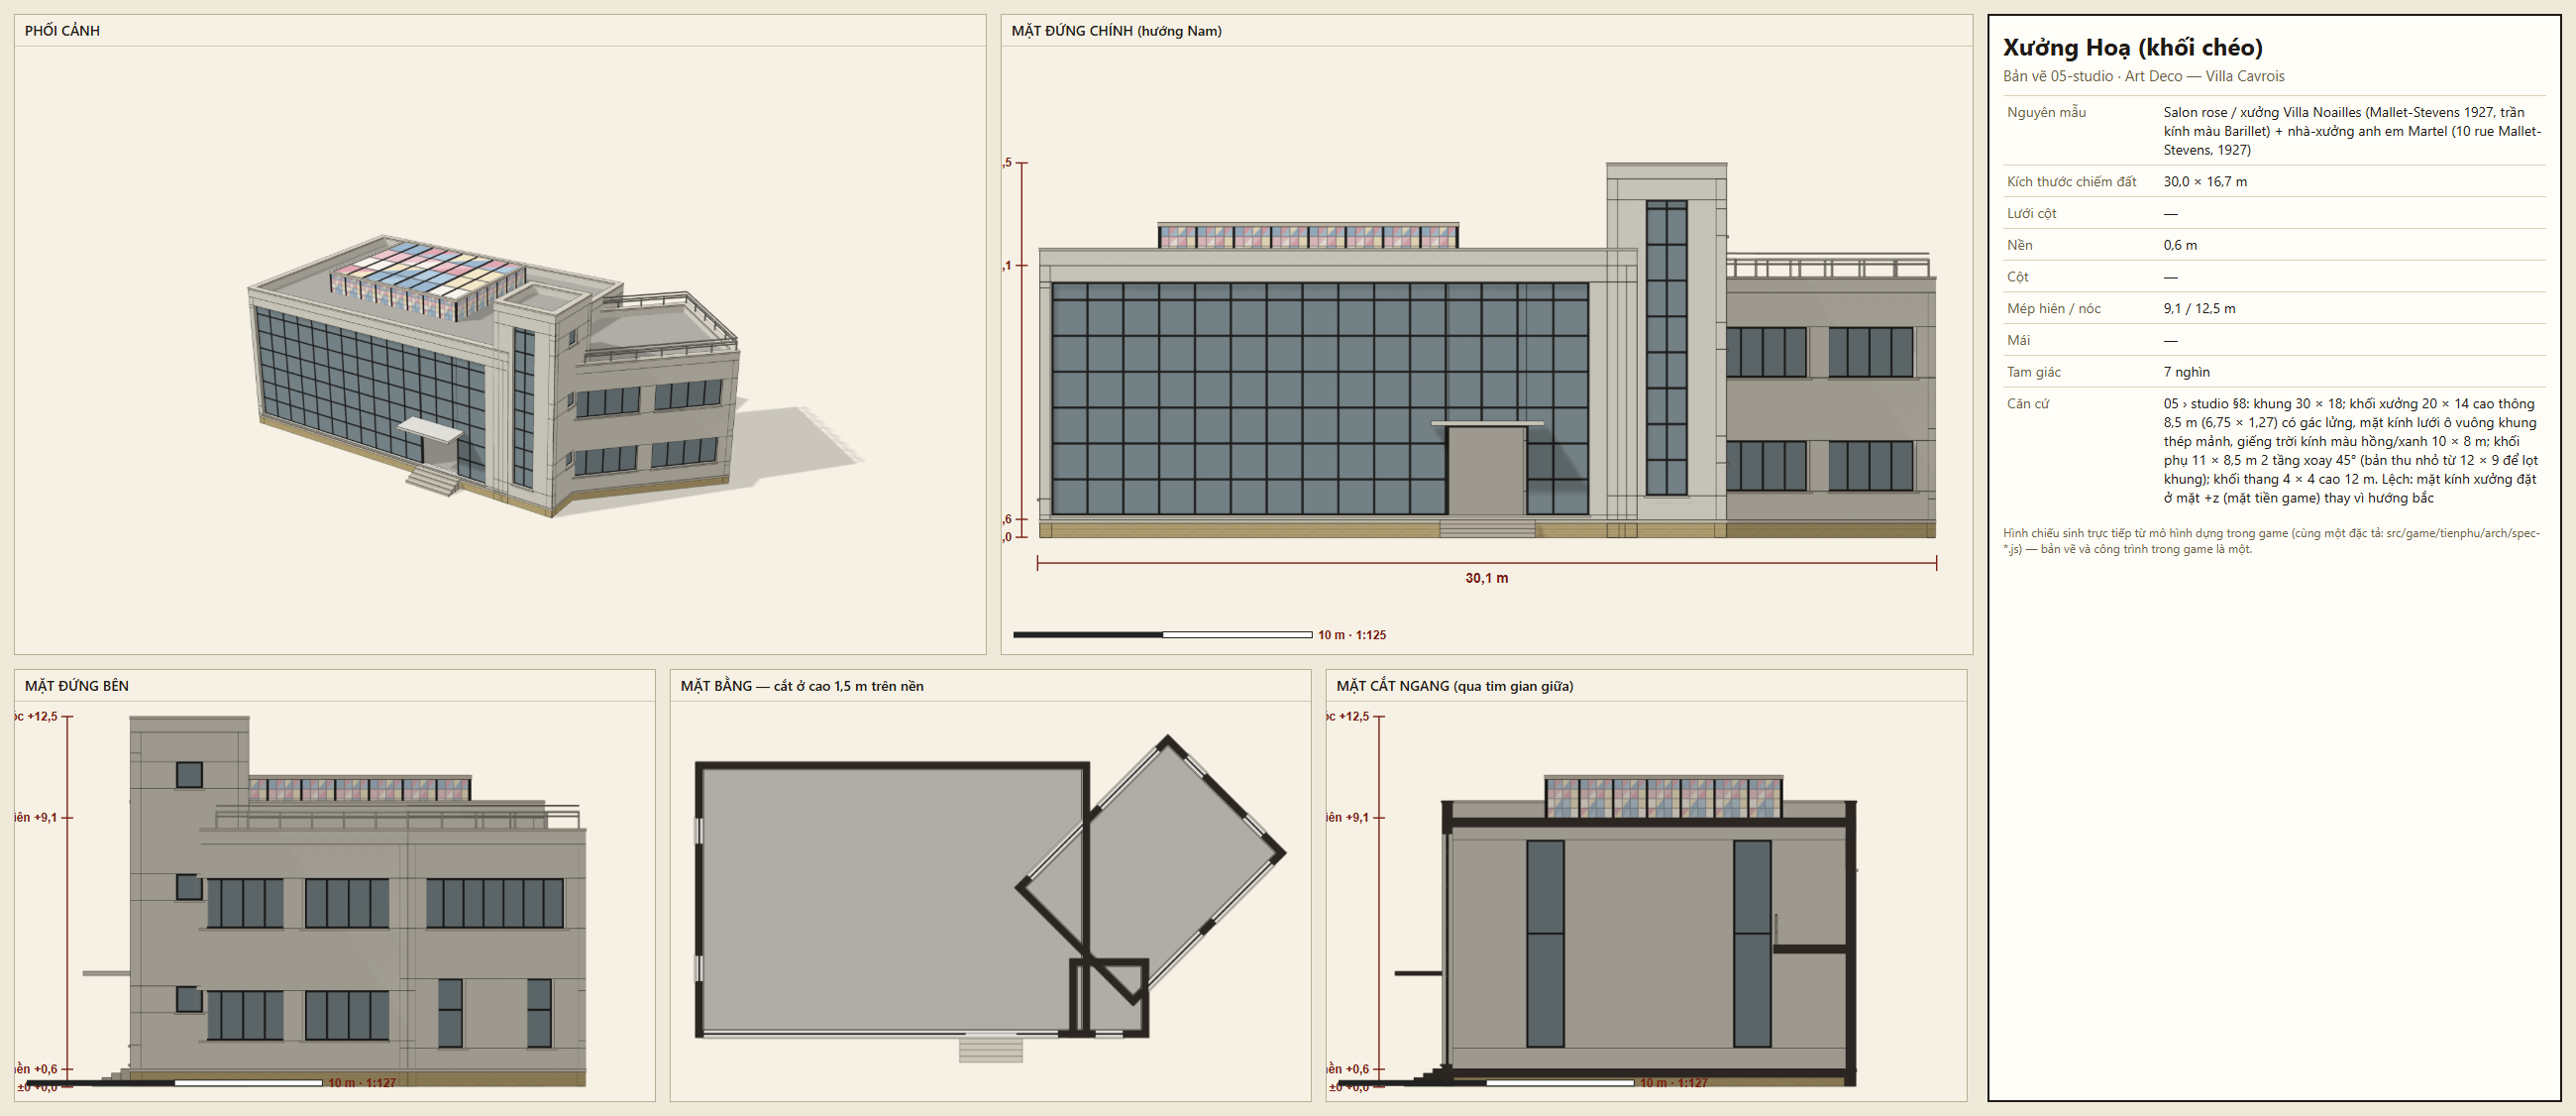 PHỐI CẢNH
MẶT ĐỨNG CHÍNH (hướng Nam)
,5
,1
,6
,0
30,1 m
10 m · 1:125
MẶT ĐỨNG BÊN
óc +12,5
iên +9,1
ền +0,6
±0 +0,0
10 m · 1:127
MẶT BẰNG — cắt ở cao 1,5 m trên nền
MẶT CẮT NGANG (qua tim gian giữa)
óc +12,5
iên +9,1
ền +0,6
±0 +0,0
10 m · 1:127
Xưởng Hoạ (khối chéo)
Bản vẽ 05-studio · Art Deco — Villa Cavrois
Nguyên mẫu
Salon rose / xưởng Villa Noailles (Mallet-Stevens 1927, trần
kính màu Barillet) + nhà-xưởng anh em Martel (10 rue Mallet-
Stevens, 1927)
Kích thước chiếm đất
30,0 × 16,7 m
Lưới cột
—
Nền
0,6 m
Cột
—
Mép hiên / nóc
9,1 / 12,5 m
Mái
—
Tam giác
7 nghìn
Căn cứ
05 › studio §8: khung 30 × 18; khối xưởng 20 × 14 cao thông
8,5 m (6,75 × 1,27) có gác lửng, mặt kính lưới ô vuông khung
thép mảnh, giếng trời kính màu hồng/xanh 10 × 8 m; khối
phụ 11 × 8,5 m 2 tầng xoay 45° (bản thu nhỏ từ 12 × 9 để lọt
khung); khối thang 4 × 4 cao 12 m. Lệch: mặt kính xưởng đặt
ở mặt +z (mặt tiền game) thay vì hướng bắc
Hình chiếu sinh trực tiếp từ mô hình dựng trong game (cùng một đặc tả: src/game/tienphu/arch/spec-
*.js) — bản vẽ và công trình trong game là một.